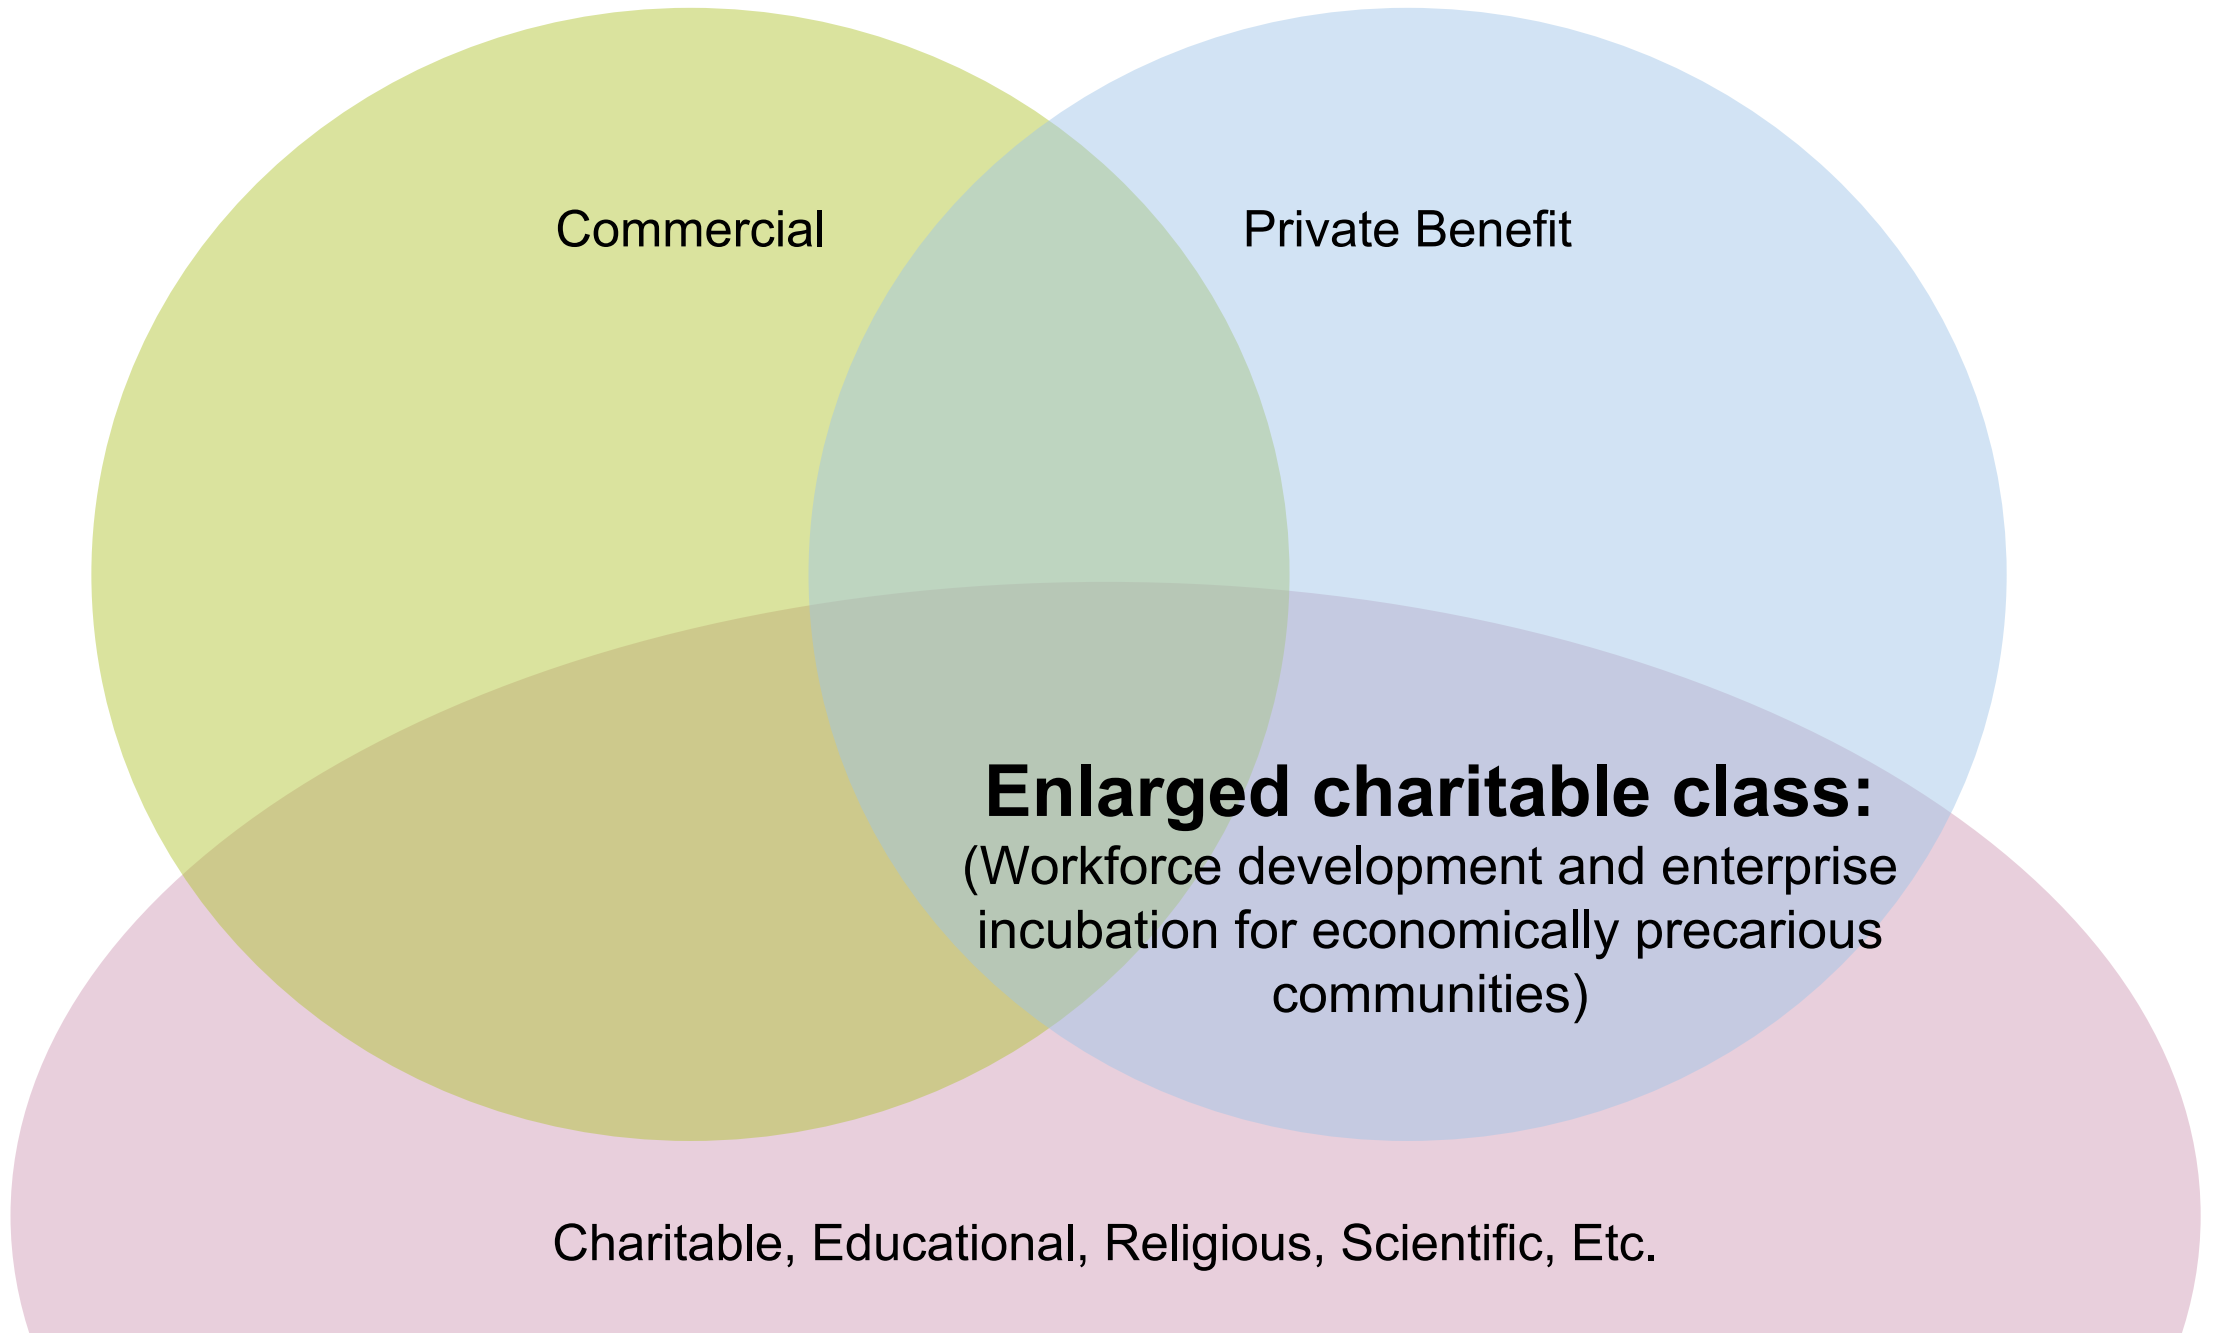 Commercial
Private Benefit
Enlarged charitable class:
(Workforce development and enterprise
incubation for economically precarious
communities)
Charitable, Educational, Religious, Scientific, Etc.